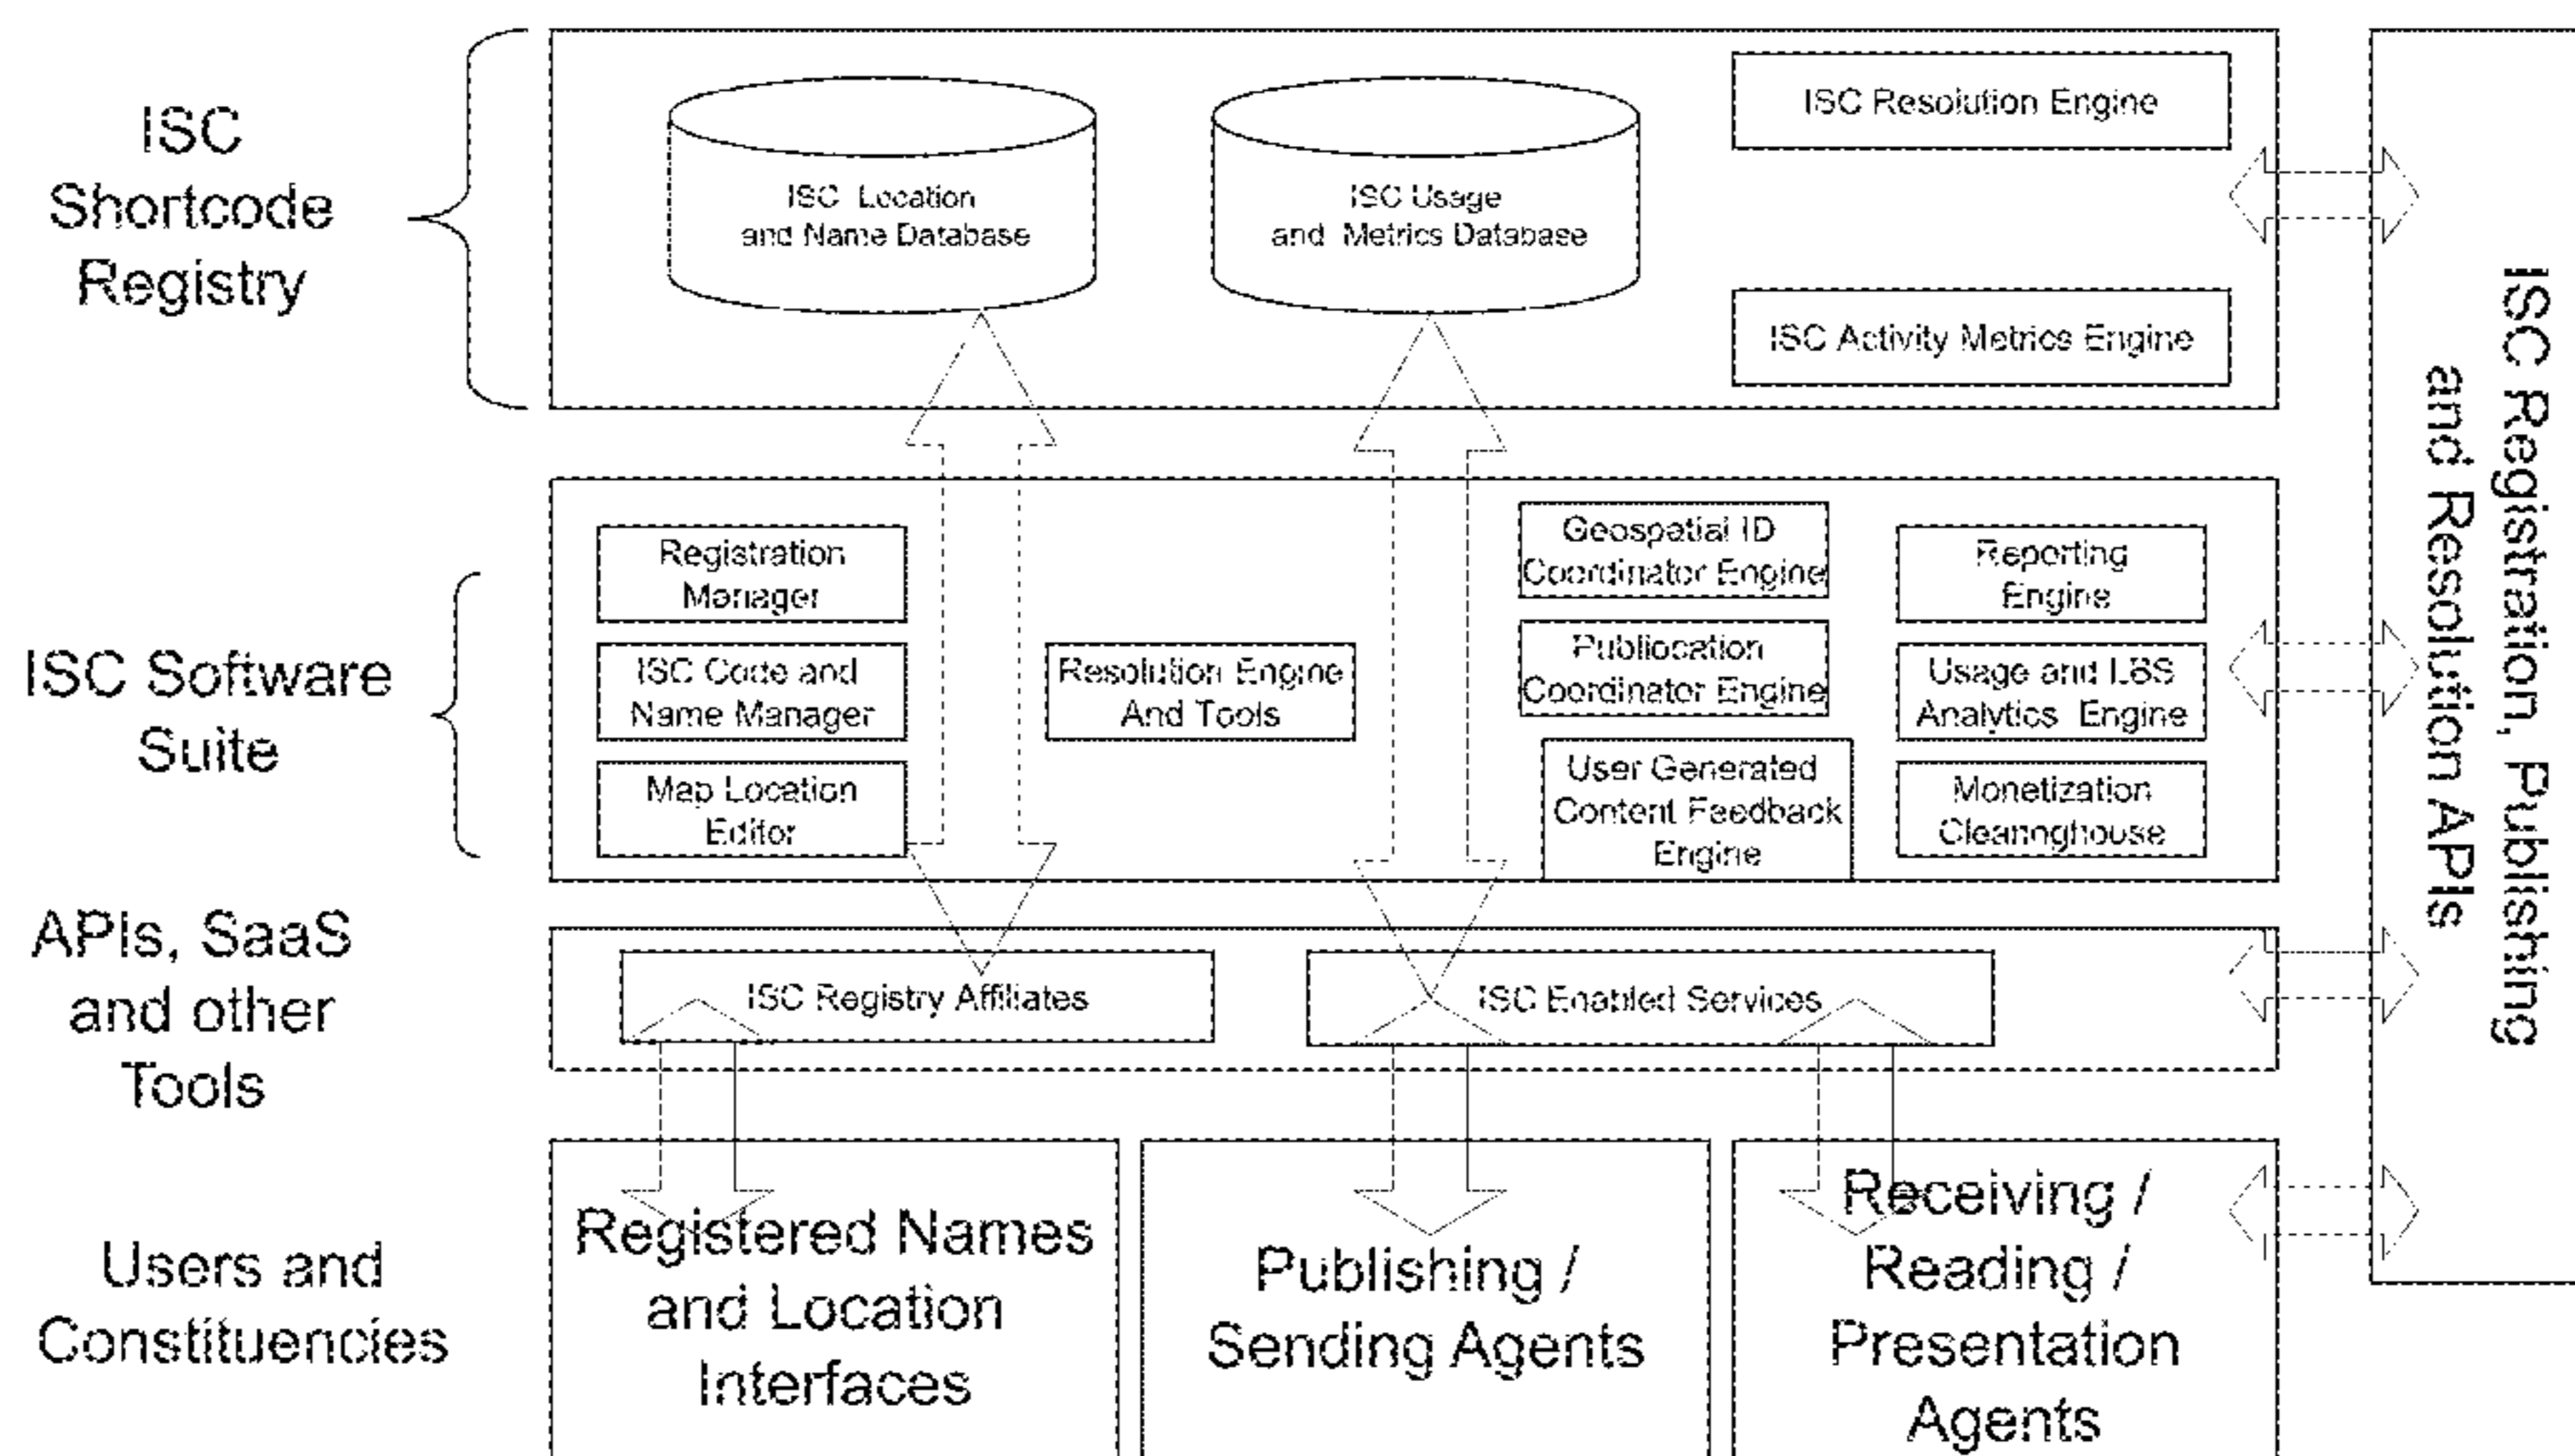 ISC
Shortcode
Registry
ISC Location
and Name Database
ISC Usage
and Metrics Database
ISC Resolution Engine
ISC Activity Metrics Engine
ISC Software
Suite
Registration
Manager
ISC Code and
Name Manager
Map Location
Editor
Resolution Engine
And Tools
Geospatial ID
Coordinator Engine
Publiocation
Coordinator Engine
User Generated
Content Feedback
Engine
Reporting
Engine
Usage and LBS
Analytics Engine
Monetization
Clearinghouse
APIs, SaaS
and other
Tools
ISC Registry Affiliates
ISC Enabled Services
Users and
Constituencies
Registered Names
and Location
Interfaces
Publishing /
Sending Agents
Receiving /
Reading /
Presentation
Agents
ISC Registration, Publishing
and Resolution APIs